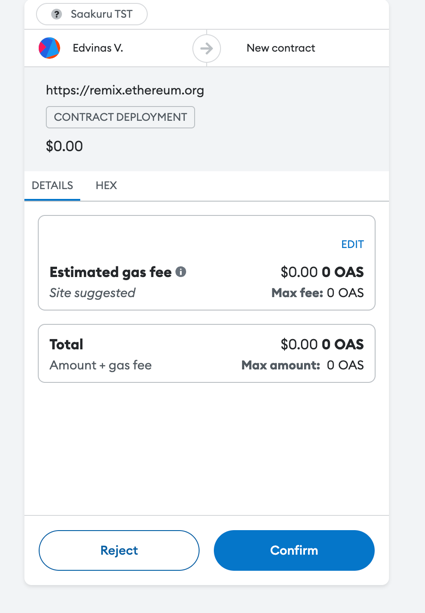 ? Saakuru TST
Edvinas V. New contract
https://remix.ethereum.org
CONTRACT DEPLOYMENT
$0.00
DETAILS HEX
EDIT
Estimated gas fee i $0.00 0 OAS
Site suggested Max fee: 0 OAS
Total $0.00 0 OAS
Amount + gas fee Max amount: 0 OAS
Reject Confirm